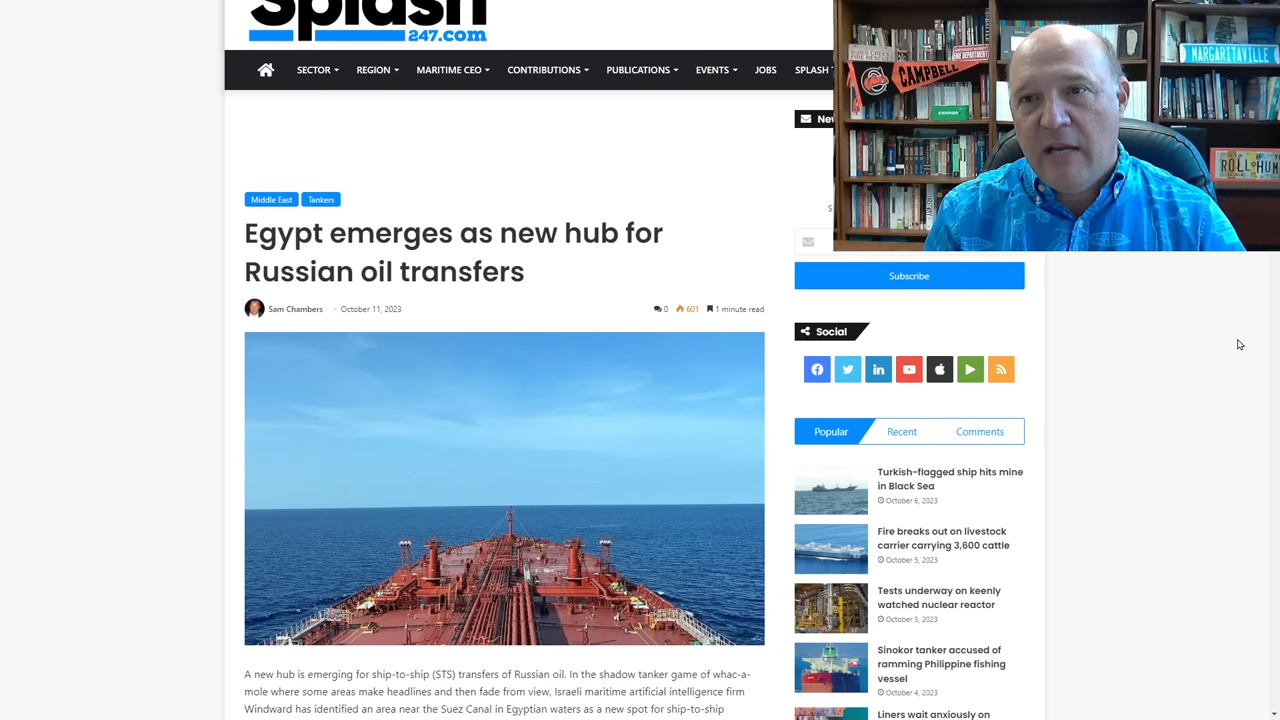 Splash
247.com
SECTOR REGION MARITIME CEO CONTRIBUTIONS PUBLICATIONS EVENTS JOBS SPLASH
CAMPBELL
MARGARITAVILLE
New
Middle East Tankers
Egypt emerges as new hub for
Russian oil transfers
Sam Chambers - October 11, 2023 0 601 1 minute read
S
Subscribe
Social
Popular Recent Comments
Turkish-flagged ship hits mine
in Black Sea
October 6, 2023
Fire breaks out on livestock
carrier carrying 3,600 cattle
October 5, 2023
Tests underway on keenly
watched nuclear reactor
October 5, 2023
Sinokor tanker accused of
ramming Philippine fishing
vessel
October 4, 2023
Liners wait anxiously on
A new hub is emerging for ship-to-ship (STS) transfers of Russian oil. In the shadow tanker game of whac-a-
mole where some areas make headlines and then fade from view, Israeli maritime artificial intelligence firm
Windward has identified an area near the Suez Canal in Egyptian waters as a new spot for ship-to-ship